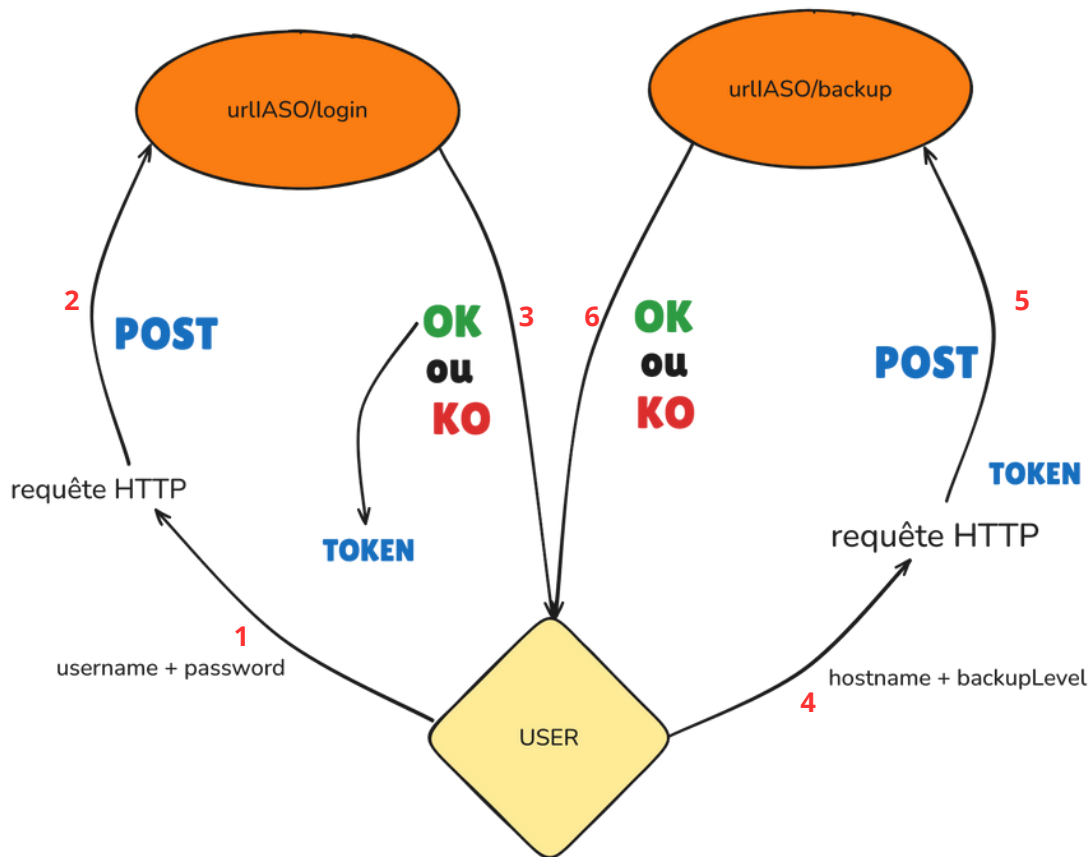 urlIASO/login
urlIASO/backup
2
POST
OK
ou
KO
3
6
OK
ou
KO
5
POST
TOKEN
requête HTTP
TOKEN
requête HTTP
1
username + password
hostname + backupLevel
4
USER